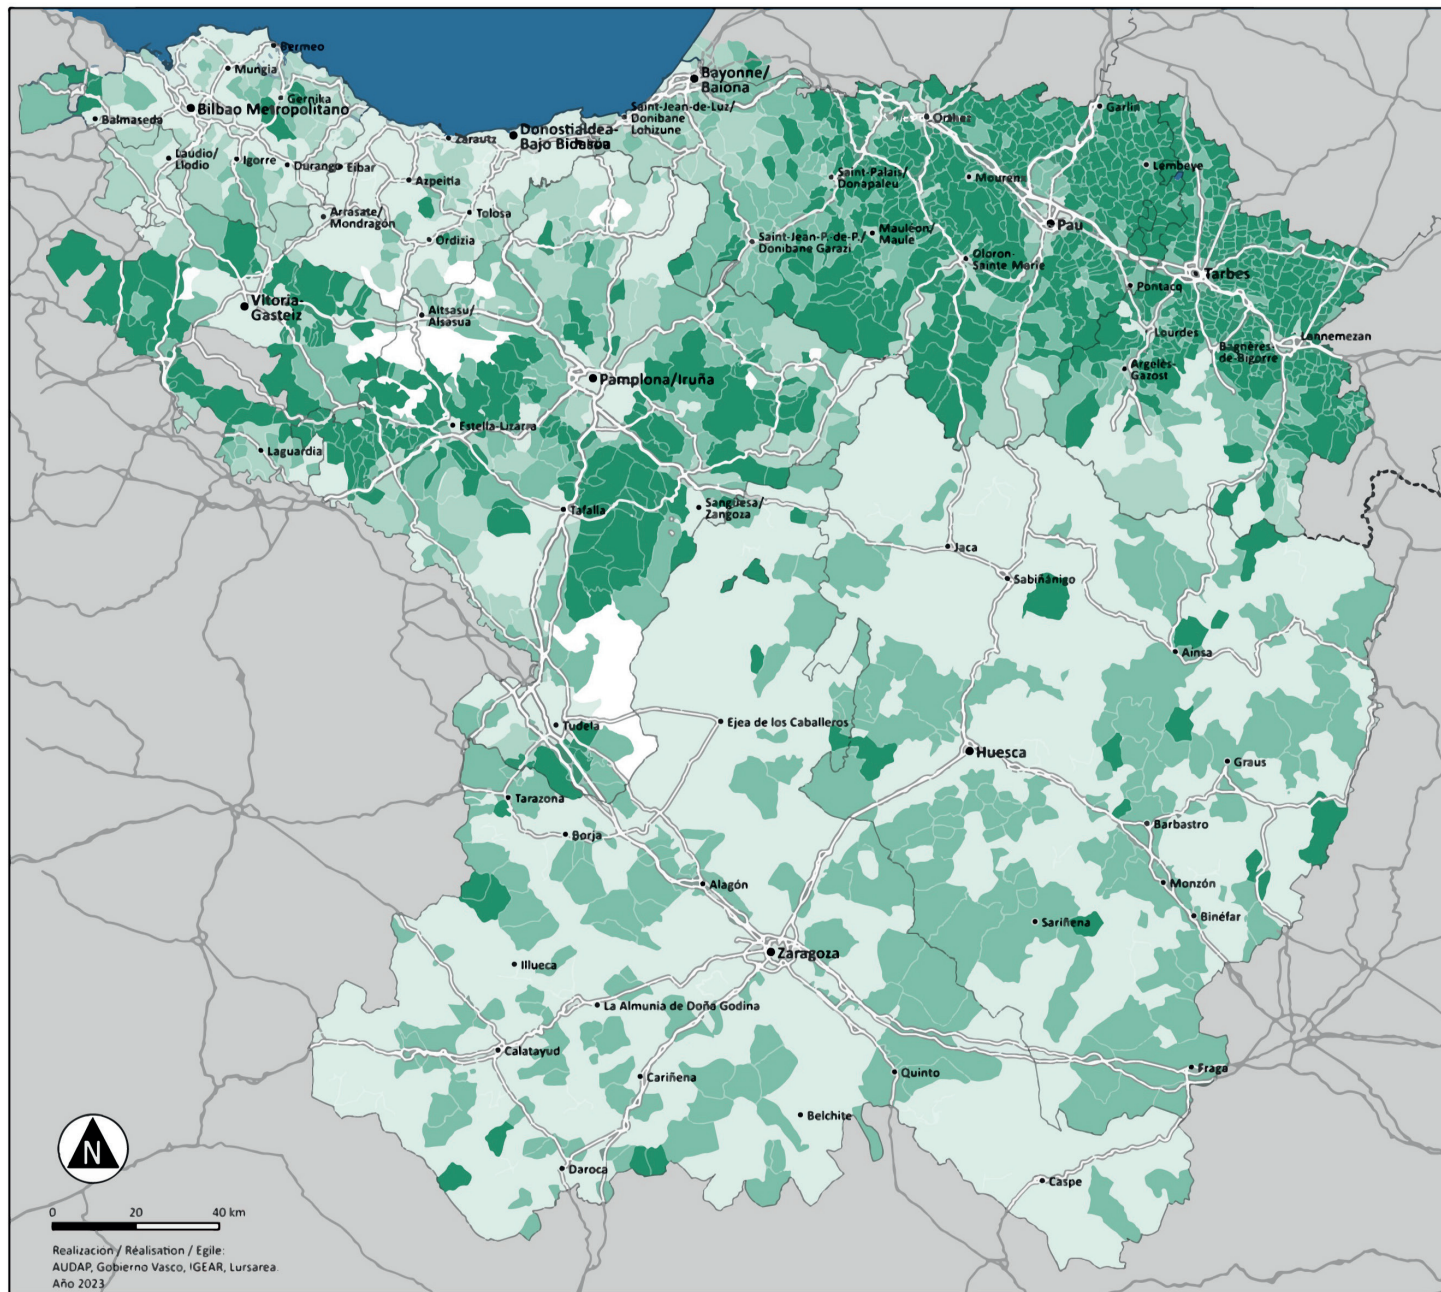 Bermeo
Mungia
Bilbao Metropolitano
Gernika
Balmaseda
Laudio/
Llodio
Igorre
Durango
Eibar
Zarautz
Donostialdea-
Bajo Bidasoa
Bayonne/
Baiona
Saint-Jean-de-Luz/
Donibane
Lohizune
Azpeitia
Arrasate/
Mondragón
Tolosa
Ordizia
Orthez
Garlin
Lembeye
Saint-Palais/
Donapaleu
Mourenx
Pau
Mauléon/
Maule
Saint-Jean-P.-de-P./
Donibane Garazi
Oloron-
Sainte Marie
Tarbes
Pontacq
Lourdes
Lannemezan
Bagnères-
de-Bigorre
Argelès-
Gazost
Vitoria-
Gasteiz
Altsasu/
Alsasua
Pamplona/Iruña
Estella-Lizarra
Laguardia
Tafalla
Sangüesa/
Zangoza
Jaca
Sabiñánigo
Aínsa
Tudela
Ejea de los Caballeros
Huesca
Graus
Tarazona
Borja
Barbastro
Alagón
Monzón
Binéfar
Sariñena
Zaragoza
Illueca
La Almunia de Doña Godina
Calatayud
Cariñena
Quinto
Fraga
Belchite
Daroca
Caspe
N
0 20 40 km
Realización / Réalisation / Egile:
AUDAP, Gobierno Vasco, IGEAR, Lursarea
Año 2023